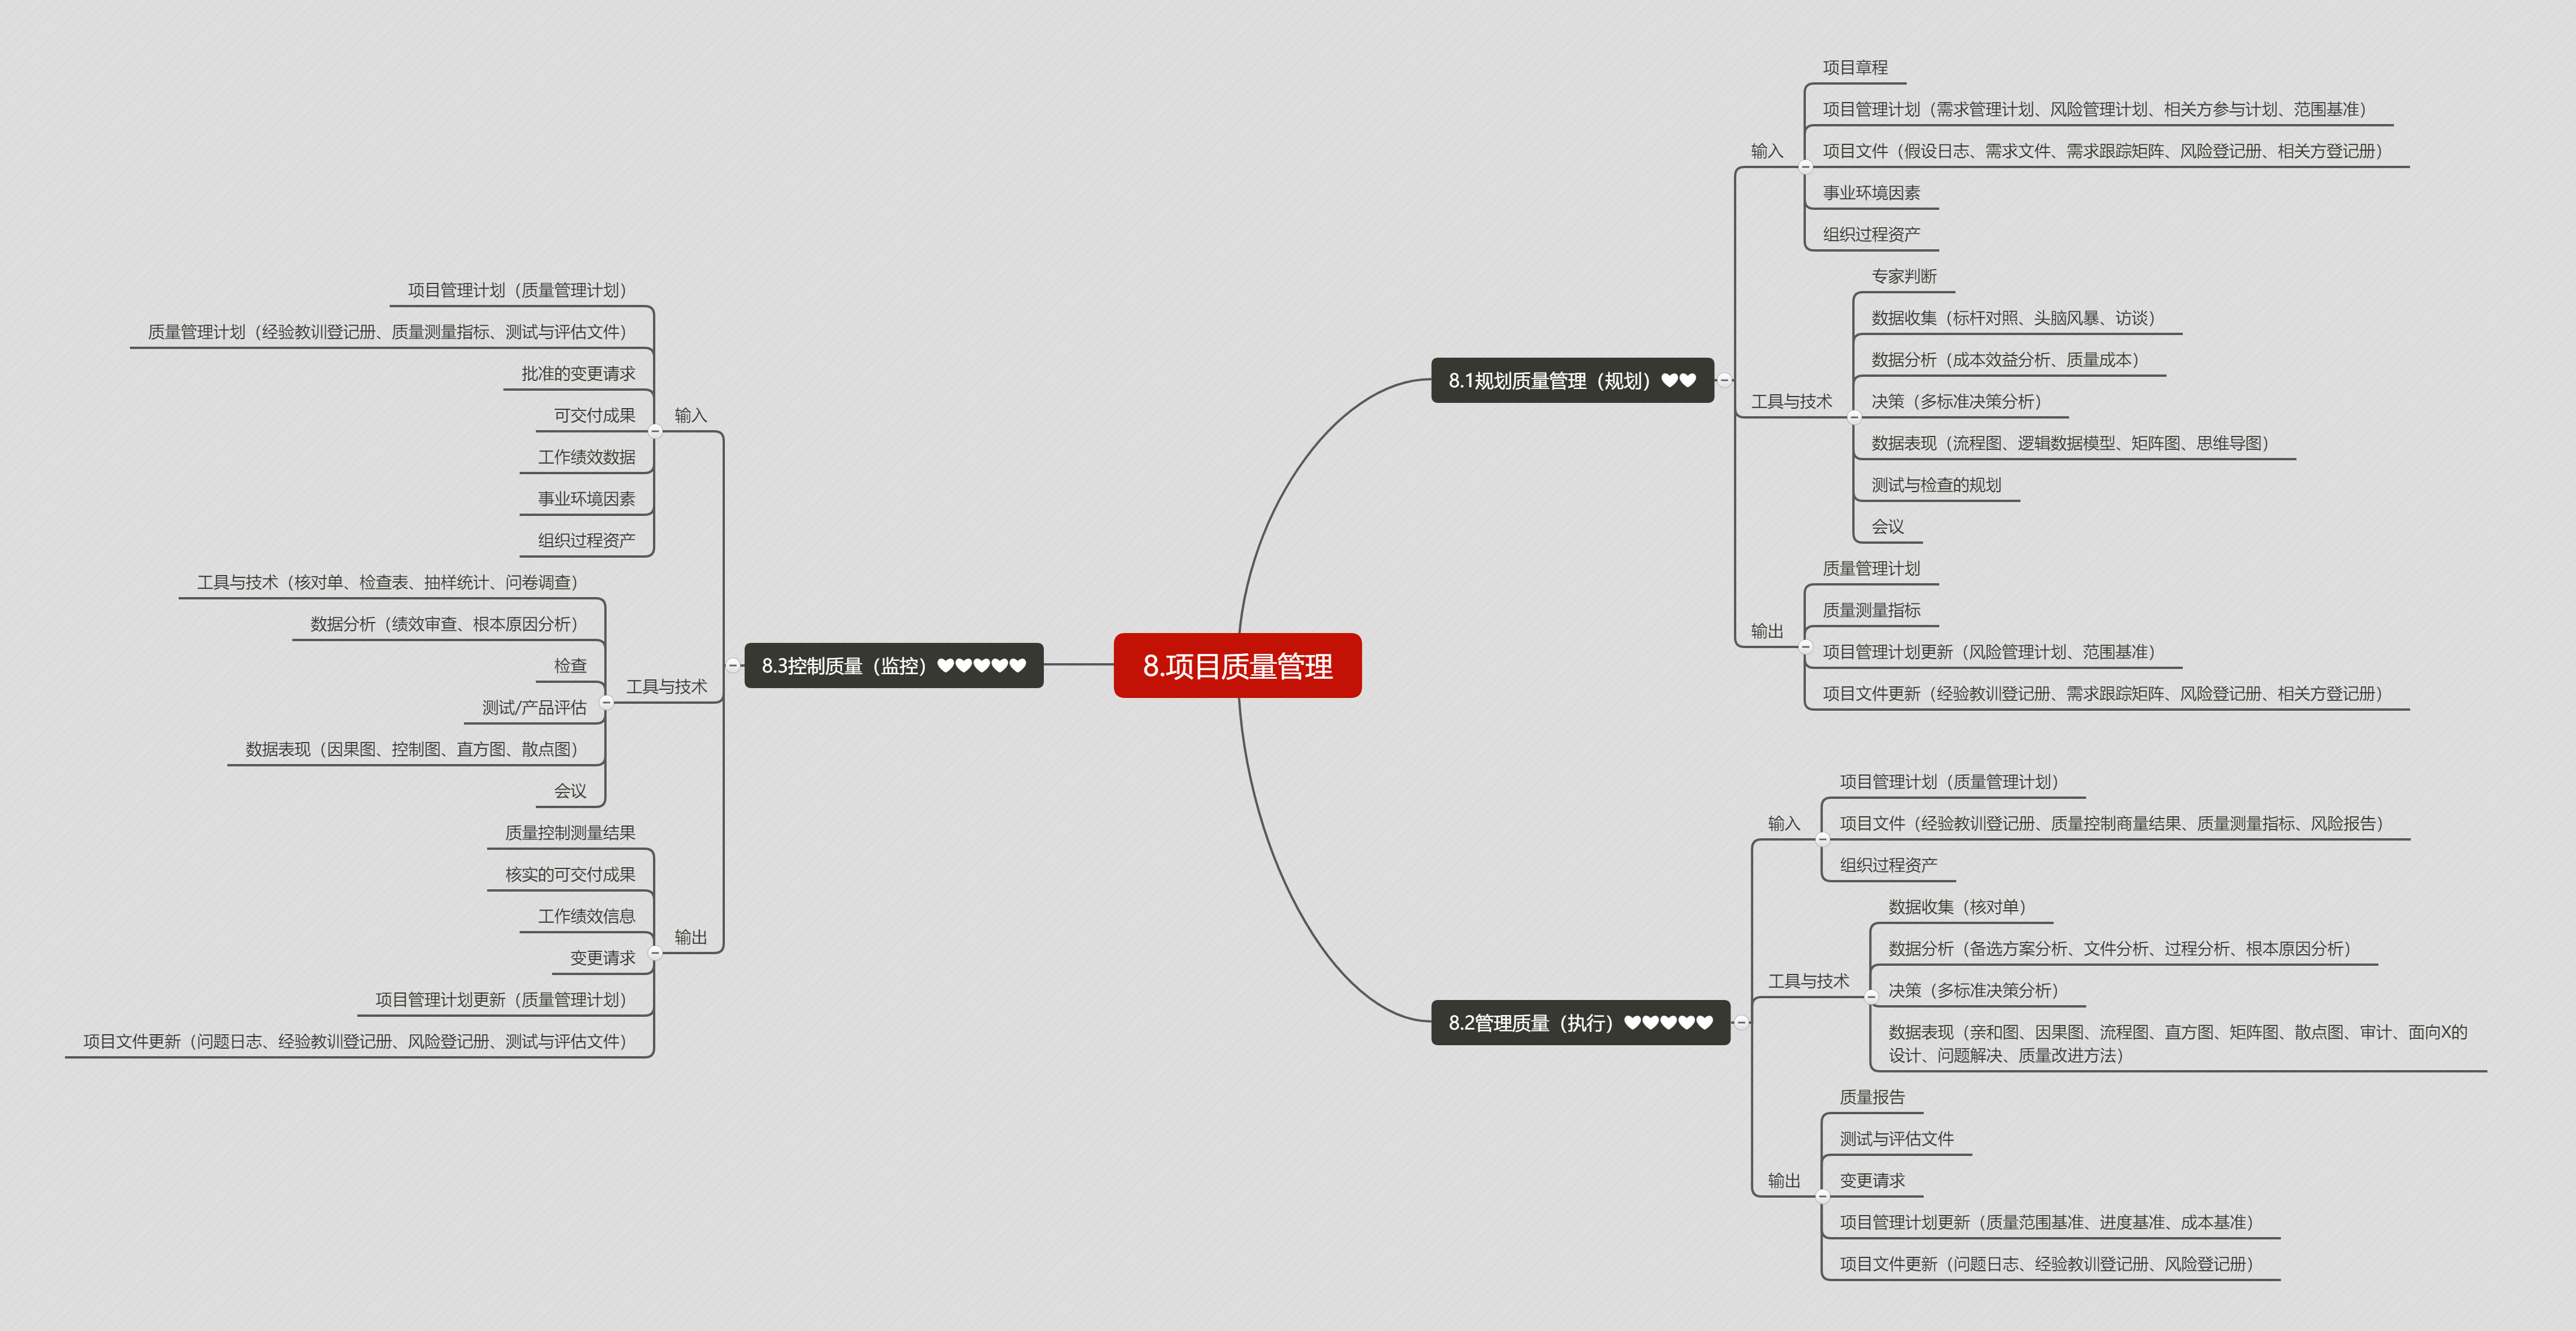 8.项目质量管理
8.1规划质量管理（规划）♥♥
输入
项目章程
项目管理计划（需求管理计划、风险管理计划、相关方参与计划、范围基准）
项目文件（假设日志、需求文件、需求跟踪矩阵、风险登记册、相关方登记册）
事业环境因素
组织过程资产
工具与技术
专家判断
数据收集（标杆对照、头脑风暴、访谈）
数据分析（成本效益分析、质量成本）
决策（多标准决策分析）
数据表现（流程图、逻辑数据模型、矩阵图、思维导图）
测试与检查的规划
会议
输出
质量管理计划
质量测量指标
项目管理计划更新（风险管理计划、范围基准）
项目文件更新（经验教训登记册、需求跟踪矩阵、风险登记册、相关方登记册）
8.2管理质量（执行）♥♥♥♥♥
输入
项目管理计划（质量管理计划）
项目文件（经验教训登记册、质量控制商量结果、质量测量指标、风险报告）
组织过程资产
工具与技术
数据收集（核对单）
数据分析（备选方案分析、文件分析、过程分析、根本原因分析）
决策（多标准决策分析）
数据表现（亲和图、因果图、流程图、直方图、矩阵图、散点图、审计、面向X的
设计、问题解决、质量改进方法）
输出
质量报告
测试与评估文件
变更请求
项目管理计划更新（质量范围基准、进度基准、成本基准）
项目文件更新（问题日志、经验教训登记册、风险登记册）
8.3控制质量（监控）♥♥♥♥♥
输入
项目管理计划（质量管理计划）
质量管理计划（经验教训登记册、质量测量指标、测试与评估文件）
批准的变更请求
可交付成果
工作绩效数据
事业环境因素
组织过程资产
工具与技术
工具与技术（核对单、检查表、抽样统计、问卷调查）
数据分析（绩效审查、根本原因分析）
检查
测试/产品评估
数据表现（因果图、控制图、直方图、散点图）
会议
输出
质量控制测量结果
核实的可交付成果
工作绩效信息
变更请求
项目管理计划更新（质量管理计划）
项目文件更新（问题日志、经验教训登记册、风险登记册、测试与评估文件）